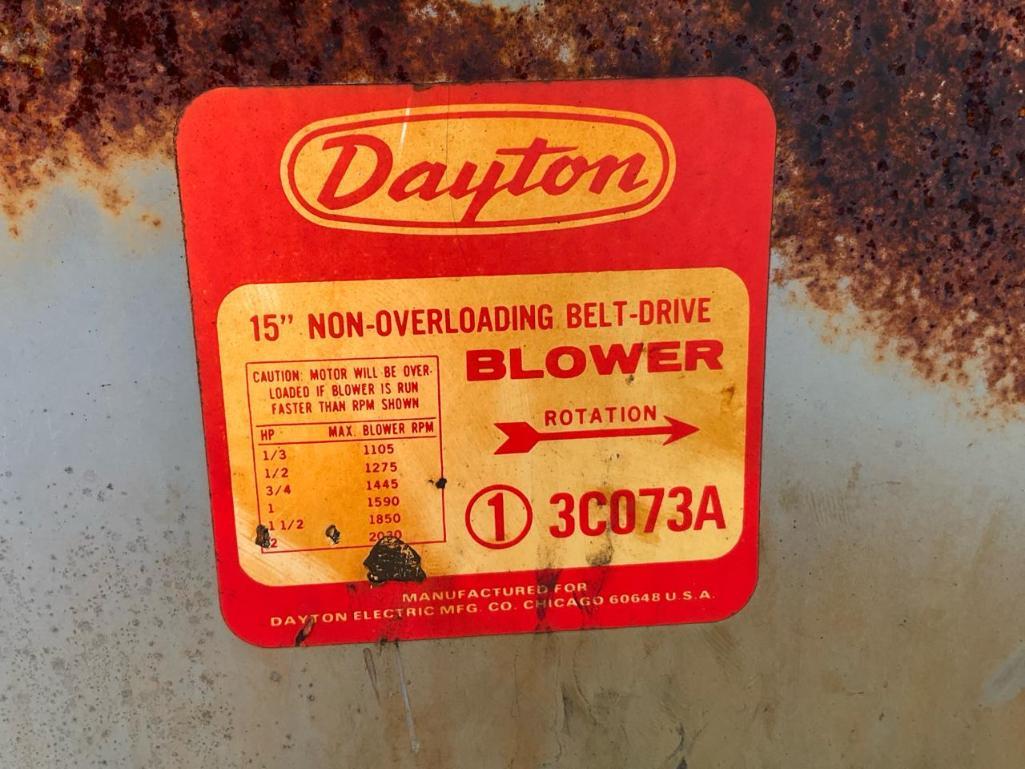 Dayton
15" NON-OVERLOADING BELT-DRIVE
BLOWER
CAUTION: MOTOR WILL BE OVER-
LOADED IF BLOWER IS RUN
FASTER THAN RPM SHOWN
HP MAX. BLOWER RPM
1/3 1105
1/2 1275
3/4 1445
1 1590
1 1/2 1850
2 2030
ROTATION
1 3C073A
MANUFACTURED FOR
DAYTON ELECTRIC MFG. CO. CHICAGO 60648 U.S.A.